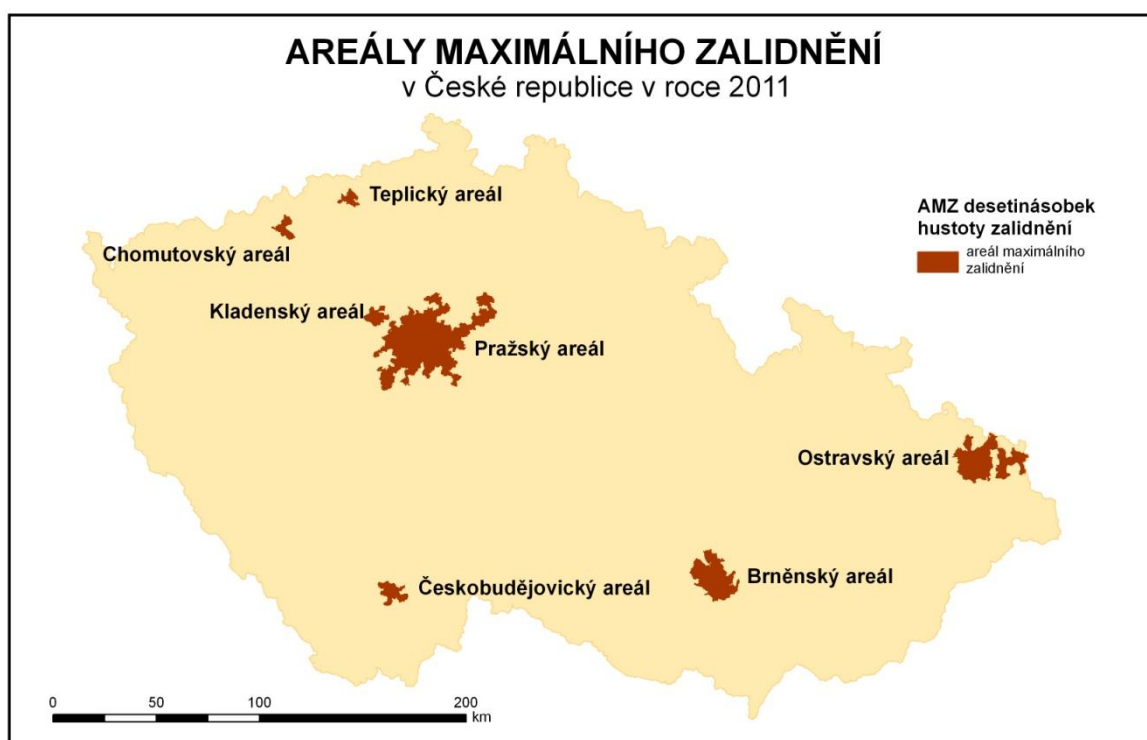 AREÁLY MAXIMÁLNÍHO ZALIDNĚNÍ
v České republice v roce 2011
Teplický areál
AMZ desetinásobek
hustoty zalidnění
areál maximálního
zalidnění
Chomutovský areál
Kladenský areál
Pražský areál
Ostravský areál
Brněnský areál
Českobudějovický areál
0 50 100 200
km